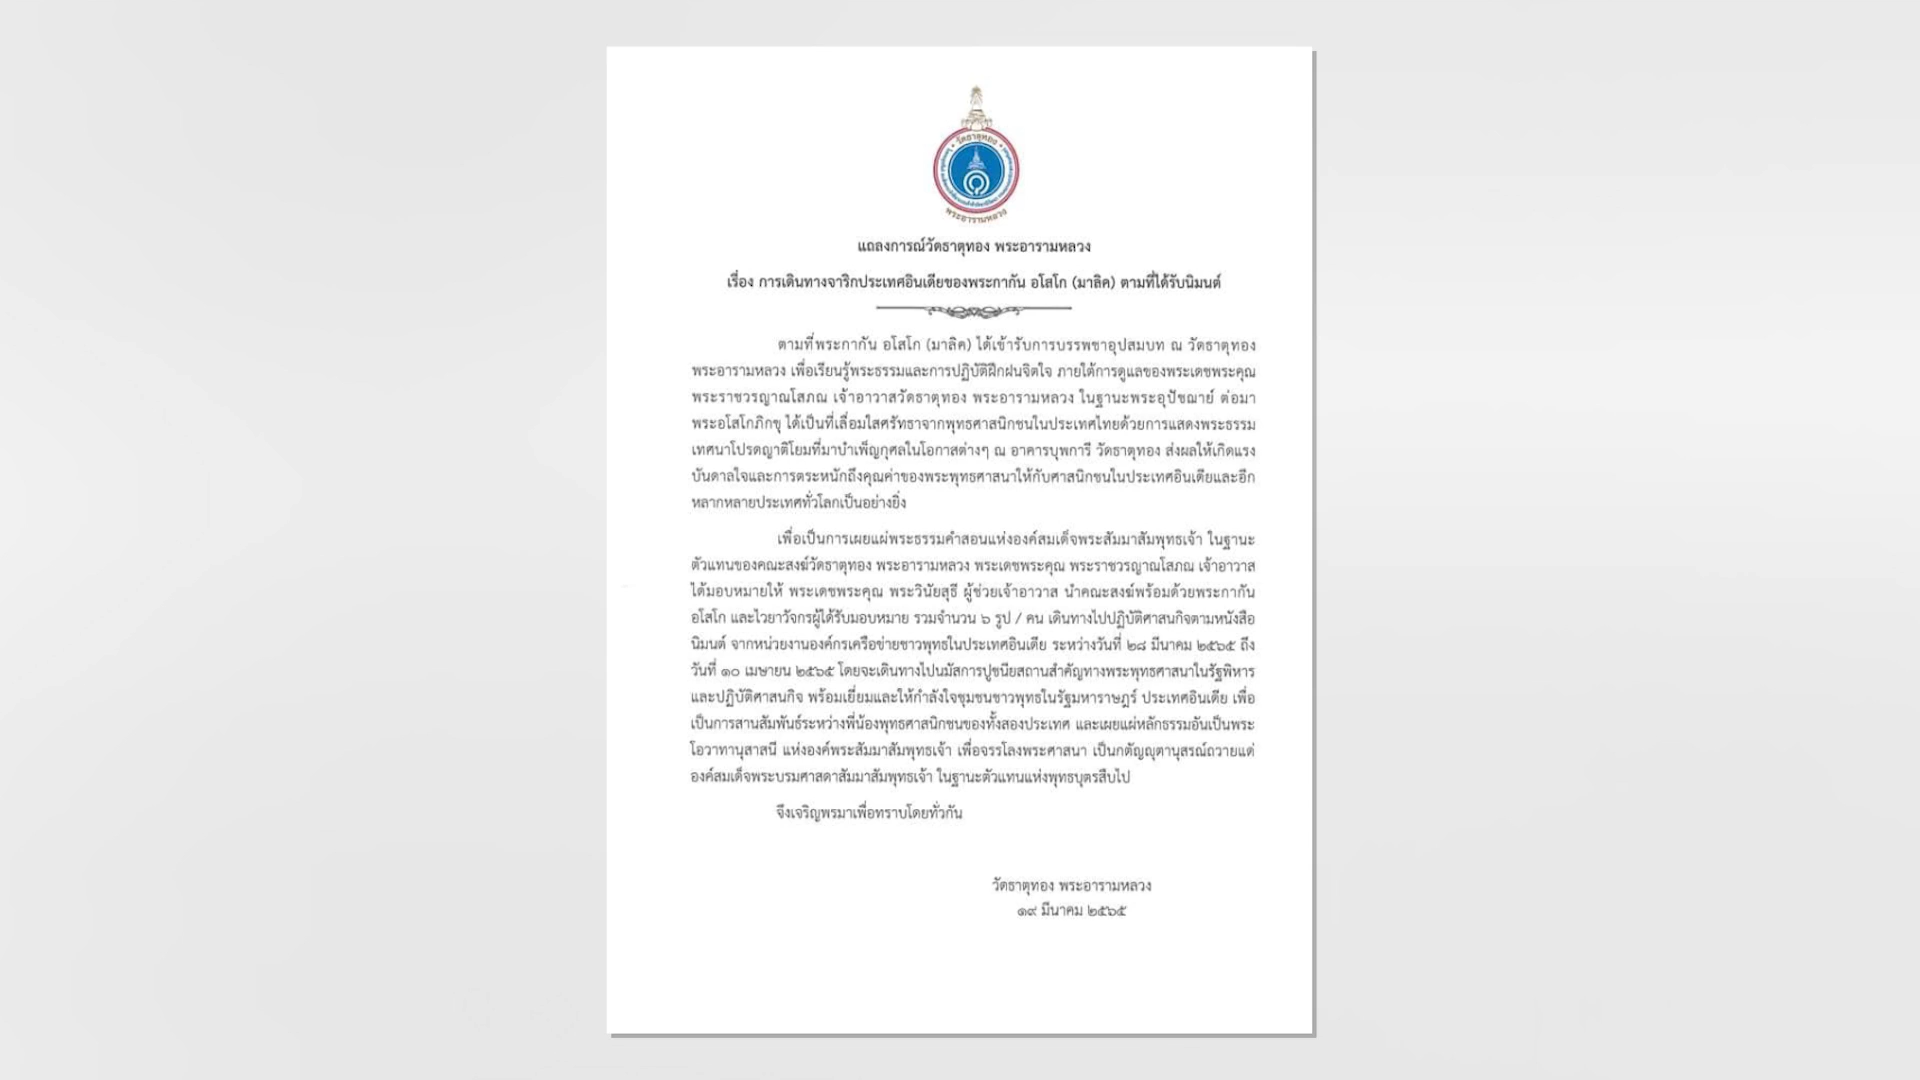 วัดธาตุทอง
พระอารามหลวง
แถลงการณ์วัดธาตุทอง พระอารามหลวง
เรื่อง การเดินทางจาริกประเทศอินเดียของพระกากัน อโสโก (มาลิค) ตามที่ได้รับนิมนต์
ตามที่พระกากัน อโสโก (มาลิค) ได้เข้ารับการบรรพชาอุปสมบท ณ วัดธาตุทอง
พระอารามหลวง เพื่อเรียนรู้พระธรรมและการปฏิบัติฝึกฝนจิตใจ ภายใต้การดูแลของพระเดชพระคุณ
พระราชวรญาณโสภณ เจ้าอาวาสวัดธาตุทอง พระอารามหลวง ในฐานะพระอุปัชฌาย์ ต่อมา
พระอโสโกภิกขุ ได้เป็นที่เลื่อมใสศรัทธาจากพุทธศาสนิกชนในประเทศไทยด้วยการแสดงพระธรรม
เทศนาโปรดญาติโยมที่มาบำเพ็ญกุศลในโอกาสต่างๆ ณ อาคารบุพการี วัดธาตุทอง ส่งผลให้เกิดแรง
บันดาลใจและการตระหนักถึงคุณค่าของพระพุทธศาสนาให้กับศาสนิกชนในประเทศอินเดียและอีก
หลากหลายประเทศทั่วโลกเป็นอย่างยิ่ง
เพื่อเป็นการเผยแผ่พระธรรมคำสอนแห่งองค์สมเด็จพระสัมมาสัมพุทธเจ้า ในฐานะ
ตัวแทนของคณะสงฆ์วัดธาตุทอง พระอารามหลวง พระเดชพระคุณ พระราชวรญาณโสภณ เจ้าอาวาส
ได้มอบหมายให้ พระเดชพระคุณ พระวินัยสุธี ผู้ช่วยเจ้าอาวาส นำคณะสงฆ์พร้อมด้วยพระกากัน
อโสโก และไวยาวัจกรผู้ได้รับมอบหมาย รวมจำนวน ๖ รูป / คน เดินทางไปปฏิบัติศาสนกิจตามหนังสือ
นิมนต์ จากหน่วยงานองค์กรเครือข่ายชาวพุทธในประเทศอินเดีย ระหว่างวันที่ ๒๘ มีนาคม ๒๕๖๕ ถึง
วันที่ ๑๐ เมษายน ๒๕๖๕ โดยจะเดินทางไปนมัสการปูชนียสถานสำคัญทางพระพุทธศาสนาในรัฐพิหาร
และปฏิบัติศาสนกิจ พร้อมเยี่ยมและให้กำลังใจชุมชนชาวพุทธในรัฐมหาราษฎร์ ประเทศอินเดีย เพื่อ
เป็นการสานสัมพันธ์ระหว่างพี่น้องพุทธศาสนิกชนของทั้งสองประเทศ และเผยแผ่หลักธรรมอันเป็นพระ
โอวาทานุสาสนี แห่งองค์พระสัมมาสัมพุทธเจ้า เพื่อจรรโลงพระศาสนา เป็นกตัญญุตานุสรณ์ถวายแด่
องค์สมเด็จพระบรมศาสดาสัมมาสัมพุทธเจ้า ในฐานะตัวแทนแห่งพุทธบุตรสืบไป
จึงเจริญพรมาเพื่อทราบโดยทั่วกัน
วัดธาตุทอง พระอารามหลวง
๑๙ มีนาคม ๒๕๖๕